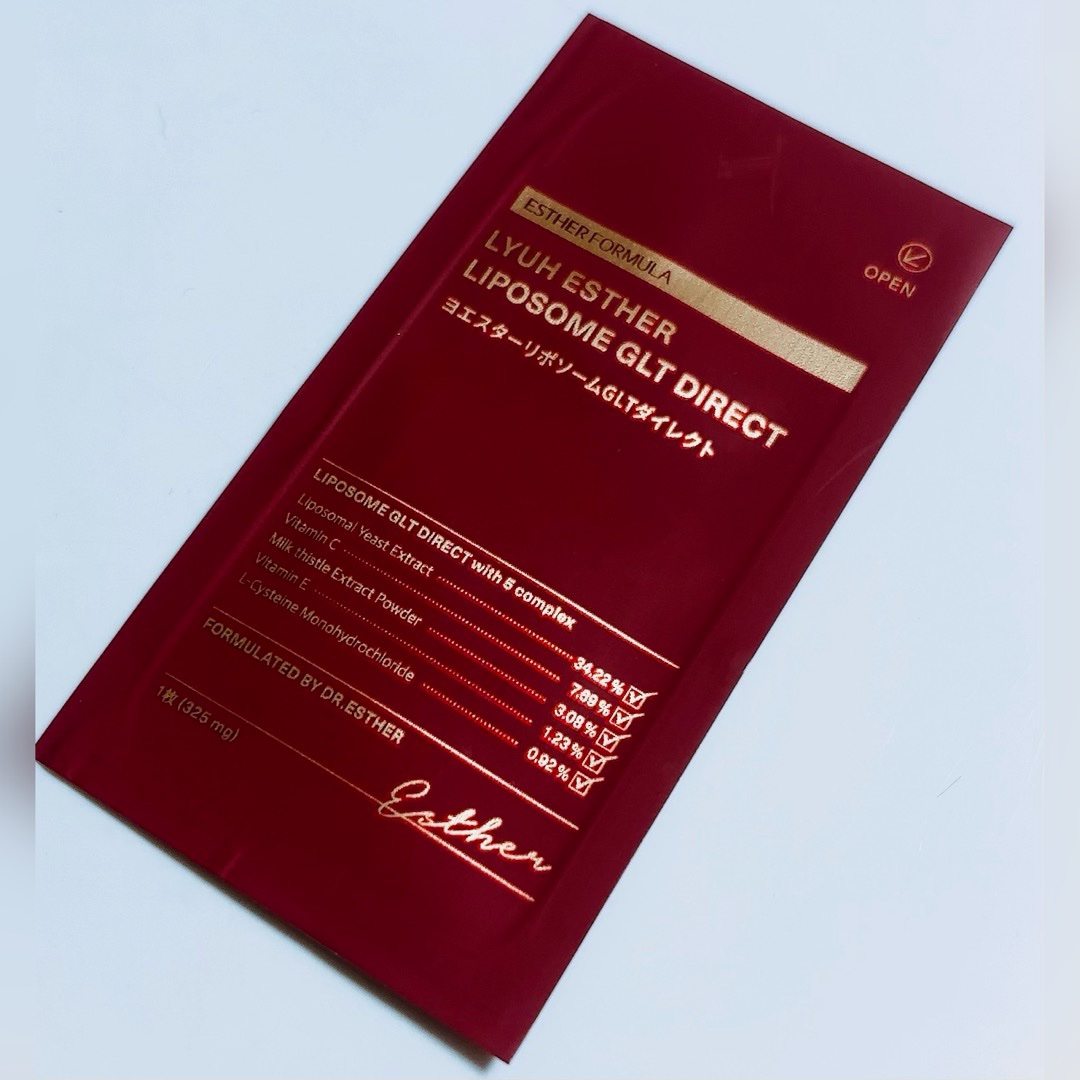 ESTHER FORMULA
OPEN
LYUH ESTHER
LIPOSOME GLT DIRECT
ヨエスターリポソームGLTダイレクト
LIPOSOME GLT DIRECT with 5 complex
Liposomal Yeast Extract 34.22%
Vitamin C 7.69%
Milk thistle Extract Powder 3.08%
Vitamin E 1.23%
L-Cysteine Monohydrochloride 0.92%
FORMULATED BY DR.ESTHER
1枚 (325 mg)
Esther